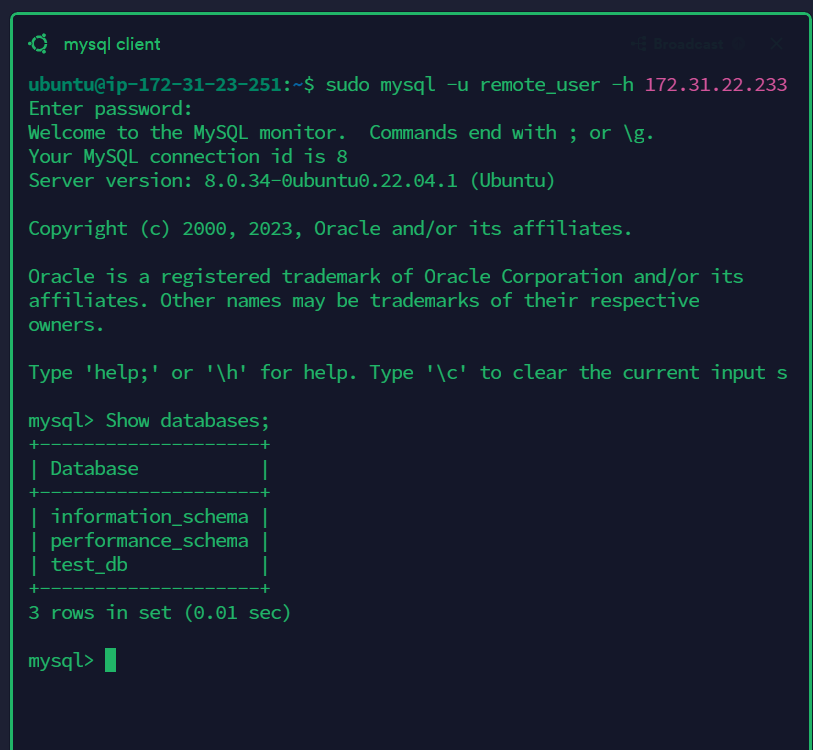 mysql client
Broadcast
ubuntu@ip-172-31-23-251:~$ sudo mysql -u remote_user -h 172.31.22.233
Enter password:
Welcome to the MySQL monitor.  Commands end with ; or \g.
Your MySQL connection id is 8
Server version: 8.0.34-0ubuntu0.22.04.1 (Ubuntu)
Copyright (c) 2000, 2023, Oracle and/or its affiliates.
Oracle is a registered trademark of Oracle Corporation and/or its
affiliates. Other names may be trademarks of their respective
owners.
Type 'help;' or '\h' for help. Type '\c' to clear the current input s
mysql> Show databases;
+--------------------+
| Database           |
+--------------------+
| information_schema |
| performance_schema |
| test_db            |
+--------------------+
3 rows in set (0.01 sec)
mysql>